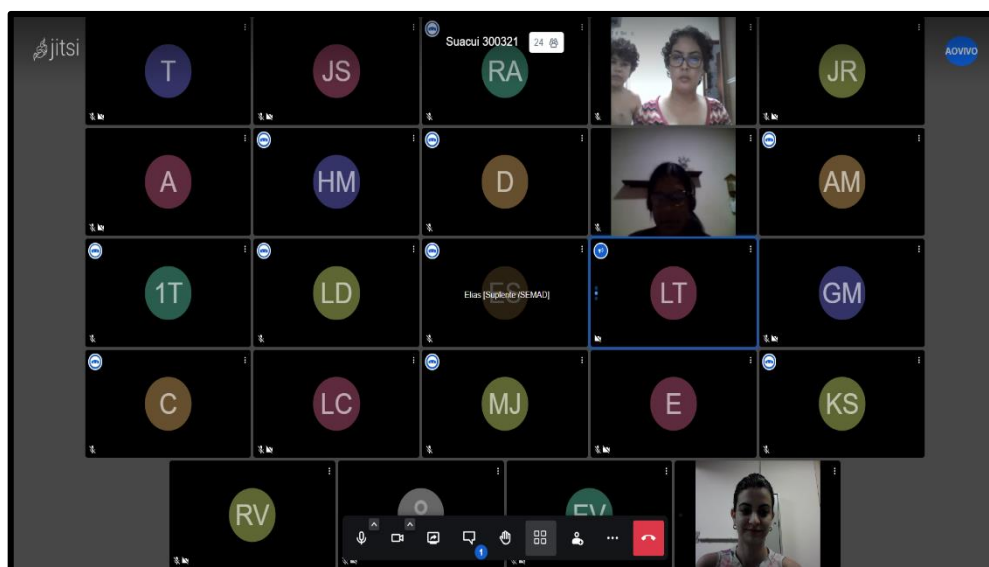 jitsi
Suacui 300321 24
AOVIVO
T
JS
RA
JR
A
HM
D
AM
1T
LD
ES
Elias [Suplente /SEMAD]
LT
GM
C
LC
MJ
E
KS
RV
1